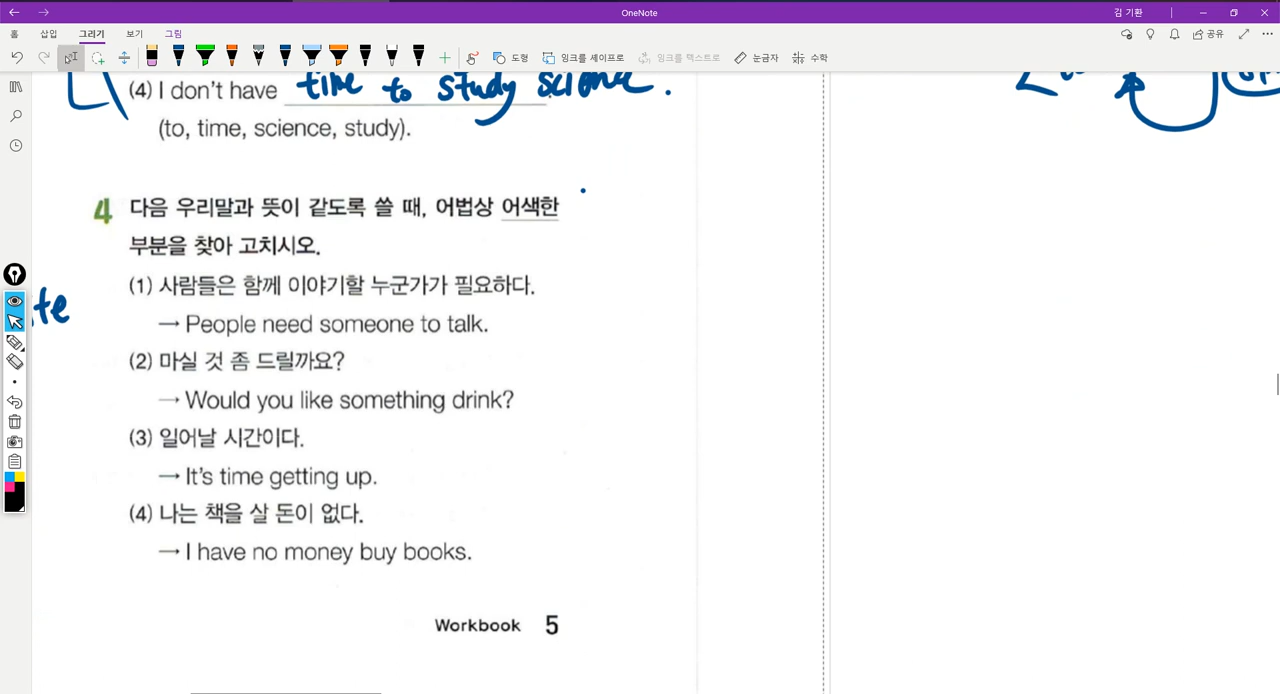 OneNote
김 기환
홈 삽입 그리기 보기 그림
공유
도형 잉크를 셰이프로 잉크를 텍스트로 눈금자 수학
(4) I don't have time to study science.
(to, time, science, study).
4 다음 우리말과 뜻이 같도록 쓸 때, 어법상 어색한
부분을 찾아 고치시오.
(1) 사람들은 함께 이야기할 누군가가 필요하다.
→ People need someone to talk.
(2) 마실 것 좀 드릴까요?
→ Would you like something drink?
(3) 일어날 시간이다.
→ It's time getting up.
(4) 나는 책을 살 돈이 없다.
→ I have no money buy books.
Workbook 5